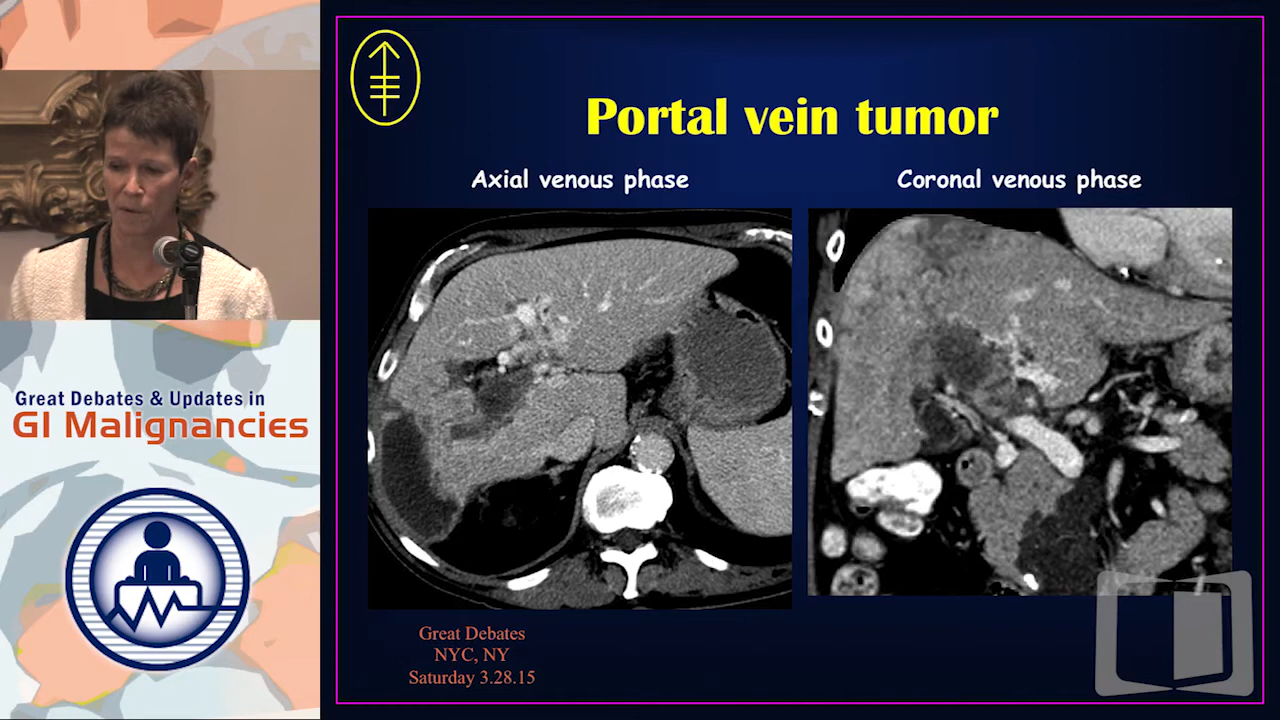 Portal vein tumor
Axial venous phase
Coronal venous phase
Great Debates & Updates in
GI Malignancies
Great Debates
NYC, NY
Saturday 3.28.15